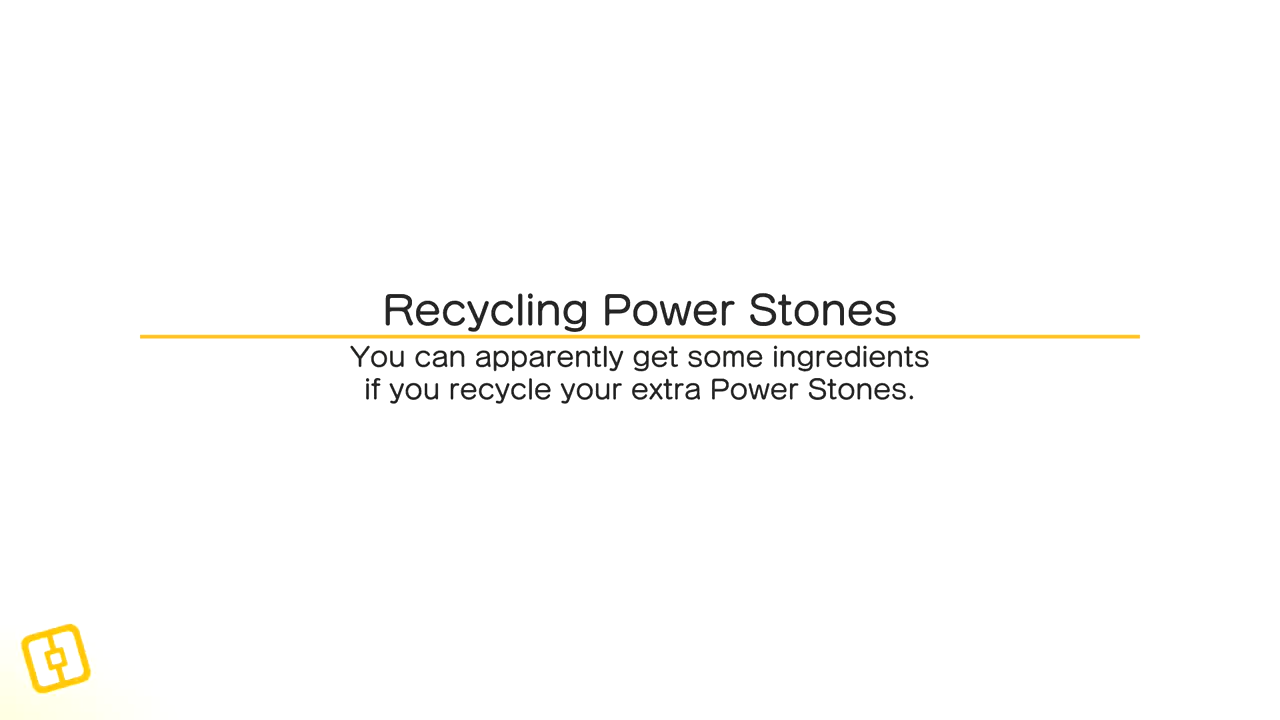 Recycling Power Stones
You can apparently get some ingredients
if you recycle your extra Power Stones.